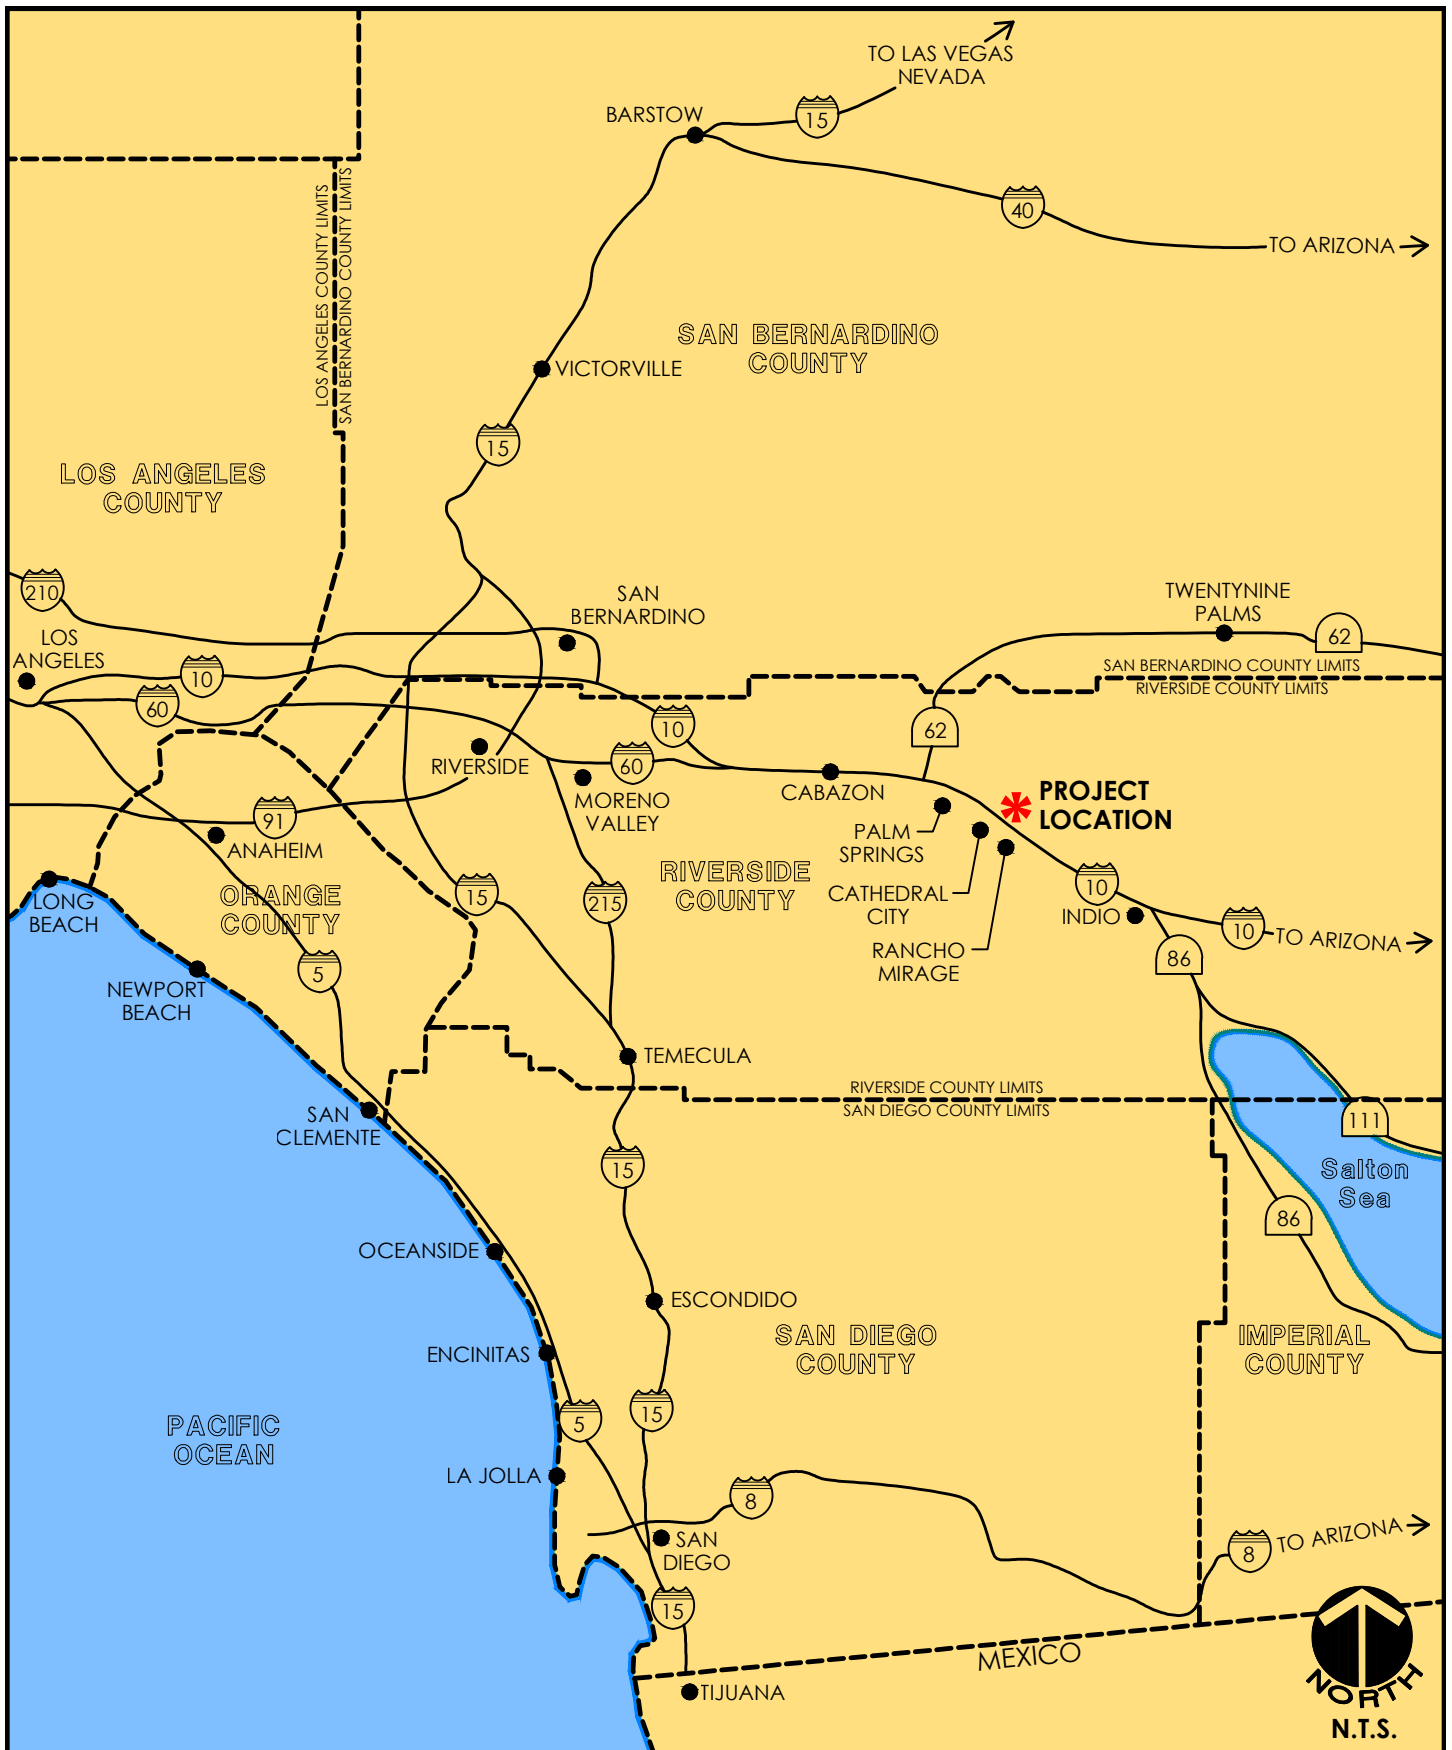 TO LAS VEGAS
NEVADA
BARSTOW
15
40
TO ARIZONA
LOS ANGELES COUNTY LIMITS
SAN BERNARDINO COUNTY LIMITS
SAN BERNARDINO
COUNTY
VICTORVILLE
15
LOS ANGELES
COUNTY
210
SAN
BERNARDINO
TWENTYNINE
PALMS
62
LOS
ANGELES
10
SAN BERNARDINO COUNTY LIMITS
RIVERSIDE COUNTY LIMITS
60
10
62
RIVERSIDE
60
MORENO
VALLEY
CABAZON
PROJECT
LOCATION
91
ANAHEIM
PALM
SPRINGS
RIVERSIDE
COUNTY
CATHEDRAL
CITY
10
ORANGE
COUNTY
15
215
LONG
BEACH
INDIO
10
TO ARIZONA
RANCHO
MIRAGE
86
5
NEWPORT
BEACH
TEMECULA
RIVERSIDE COUNTY LIMITS
SAN DIEGO COUNTY LIMITS
SAN
CLEMENTE
111
15
Salton
Sea
86
OCEANSIDE
ESCONDIDO
SAN DIEGO
COUNTY
IMPERIAL
COUNTY
ENCINITAS
15
5
PACIFIC
OCEAN
LA JOLLA
8
SAN
DIEGO
8
TO ARIZONA
15
MEXICO
TIJUANA
NORTH
N.T.S.